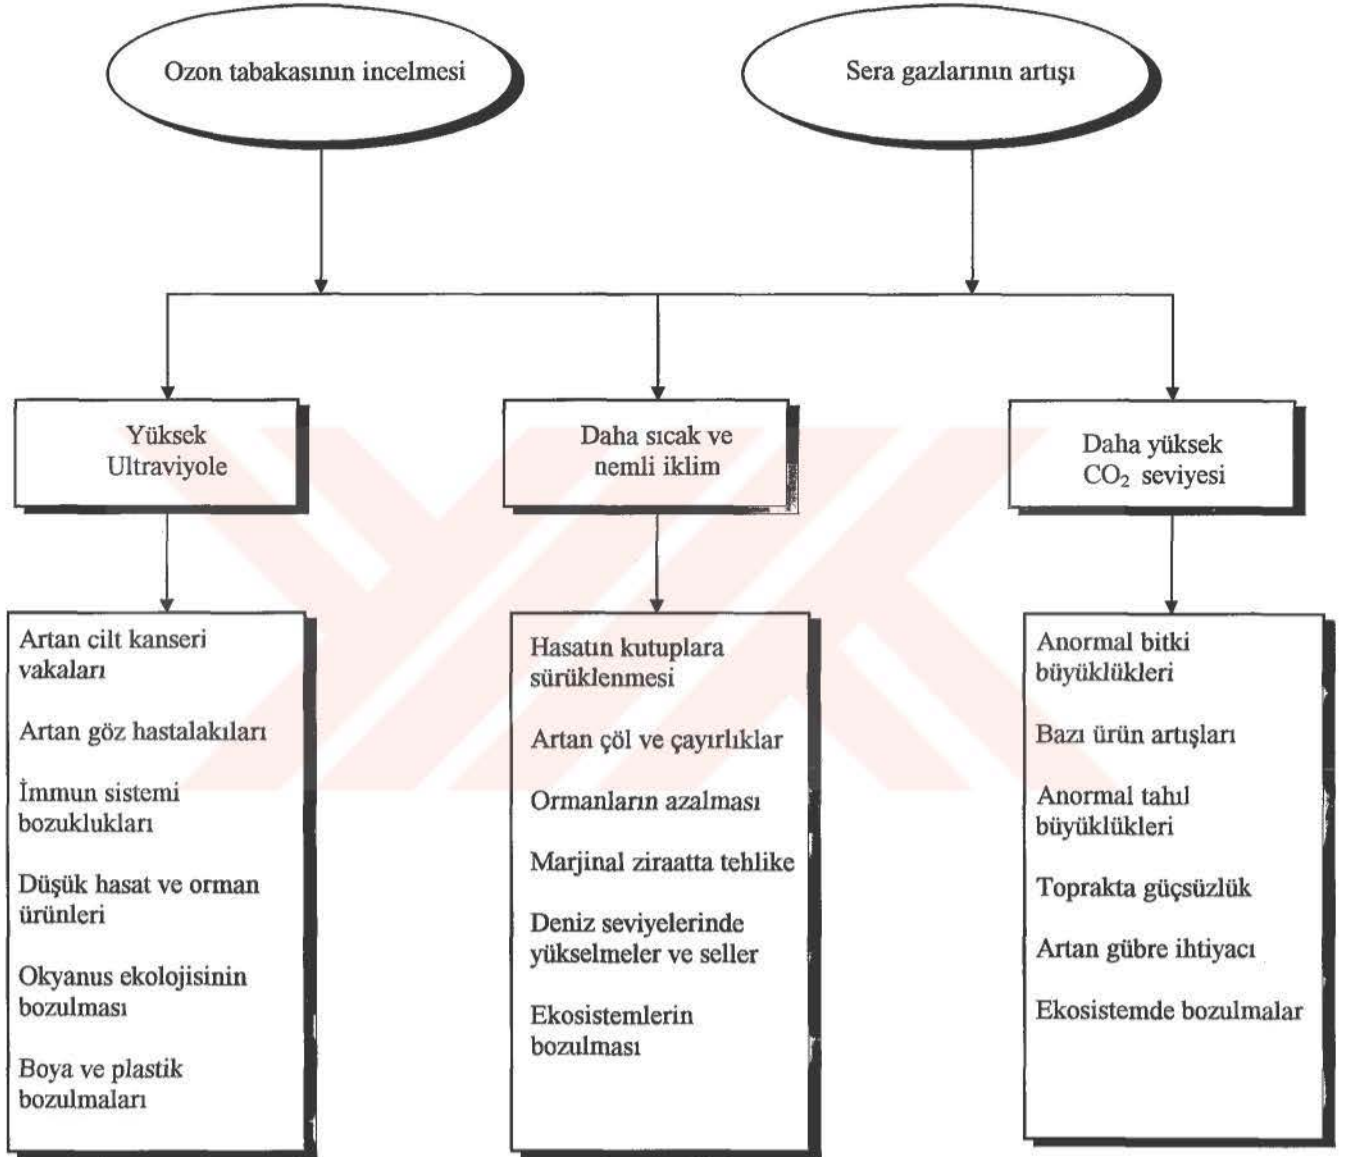 Ozon tabakasının incelmesi
Sera gazlarının artışı
Yüksek
Ultraviyole
Daha sıcak ve
nemli iklim
Daha yüksek
CO₂ seviyesi
Artan cilt kanseri
vakaları
Artan göz hastalakıları
İmmun sistemi
bozuklukları
Düşük hasat ve orman
ürünleri
Okyanus ekolojisinin
bozulması
Boya ve plastik
bozulmaları
Hasatın kutuplara
sürüklenmesi
Artan çöl ve çayırlıklar
Ormanların azalması
Marjinal ziraatta tehlike
Deniz seviyelerinde
yükselmeler ve seller
Ekosistemlerin
bozulması
Anormal bitki
büyüklükleri
Bazı ürün artışları
Anormal tahıl
büyüklükleri
Toprakta güçsüzlük
Artan gübre ihtiyacı
Ekosistemde bozulmalar